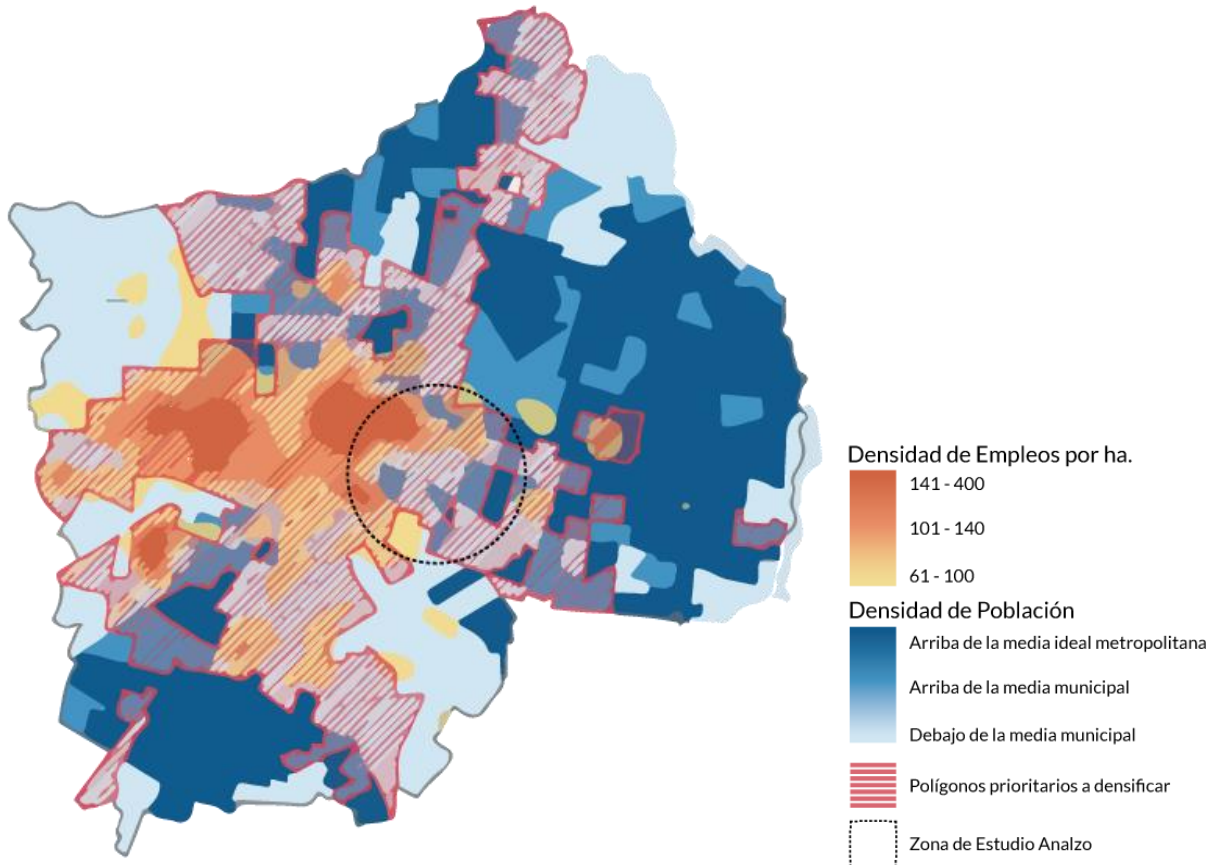 Densidad de Empleos por ha.
141 - 400
101 - 140
61 - 100
Densidad de Población
Arriba de la media ideal metropolitana
Arriba de la media municipal
Debajo de la media municipal
Polígonos prioritarios a densificar
Zona de Estudio Analzo